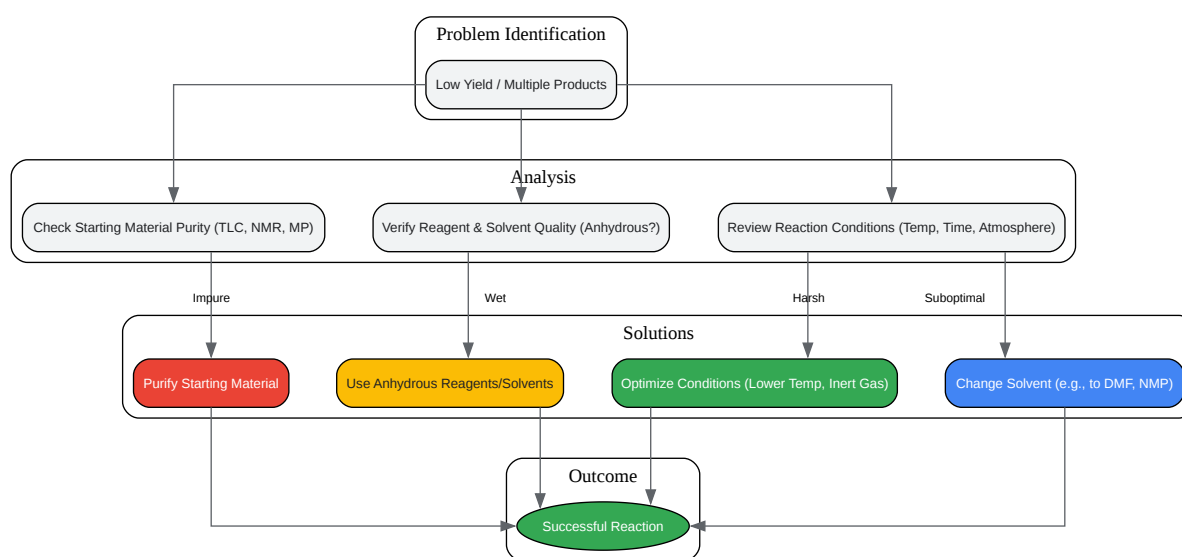 Problem Identification
Low Yield / Multiple Products
Analysis
Check Starting Material Purity (TLC, NMR, MP)
Verify Reagent & Solvent Quality (Anhydrous?)
Review Reaction Conditions (Temp, Time, Atmosphere)
Impure
Wet
Harsh
Suboptimal
Solutions
Purify Starting Material
Use Anhydrous Reagents/Solvents
Optimize Conditions (Lower Temp, Inert Gas)
Change Solvent (e.g., to DMF, NMP)
Outcome
Successful Reaction